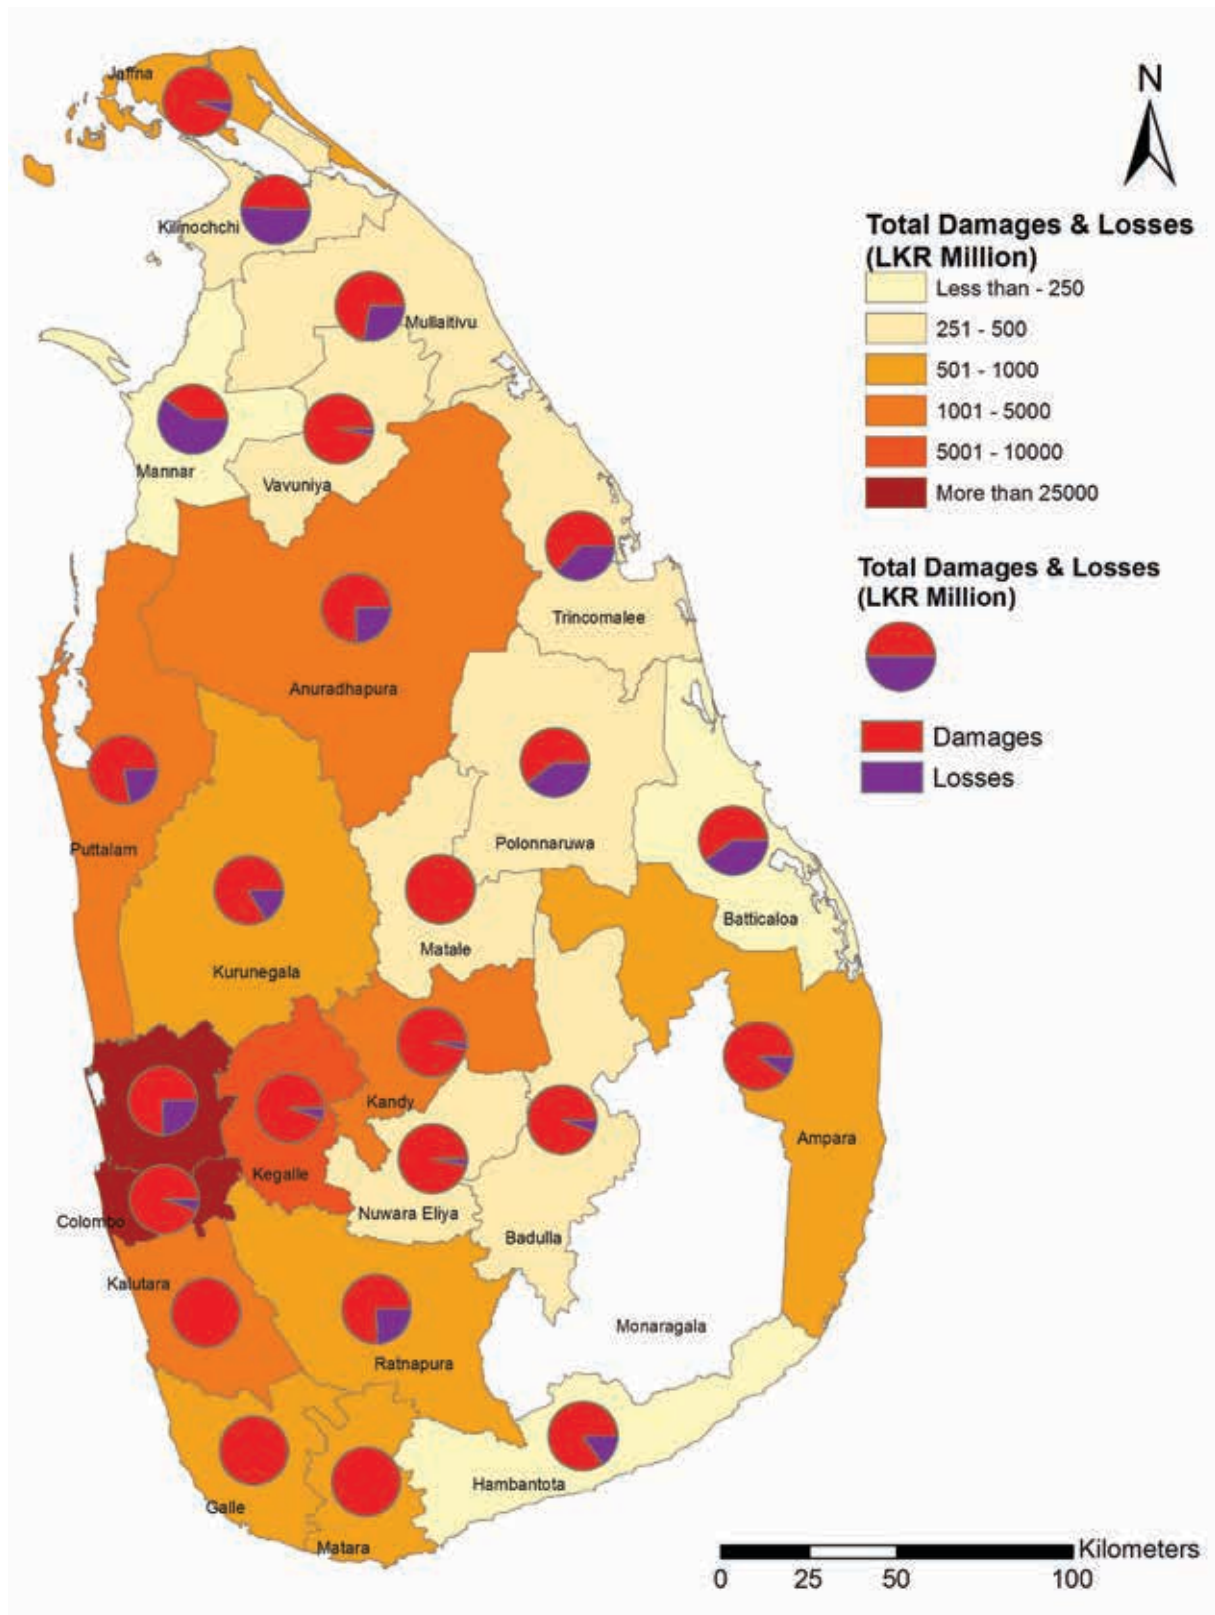 Jaffna
N
Kilinochchi
Mullaitivu
Mannar
Vavuniya
Trincomalee
Anuradhapura
Puttalam
Polonnaruwa
Batticaloa
Matale
Kurunegala
Kandy
Ampara
Kegalle
Nuwara Eliya
Colombo
Badulla
Kalutara
Monaragala
Ratnapura
Hambantota
Galle
Matara
Total Damages & Losses
(LKR Million)
Less than - 250
251 - 500
501 - 1000
1001 - 5000
5001 - 10000
More than 25000
Total Damages & Losses
(LKR Million)
Damages
Losses
Kilometers
0 25 50 100